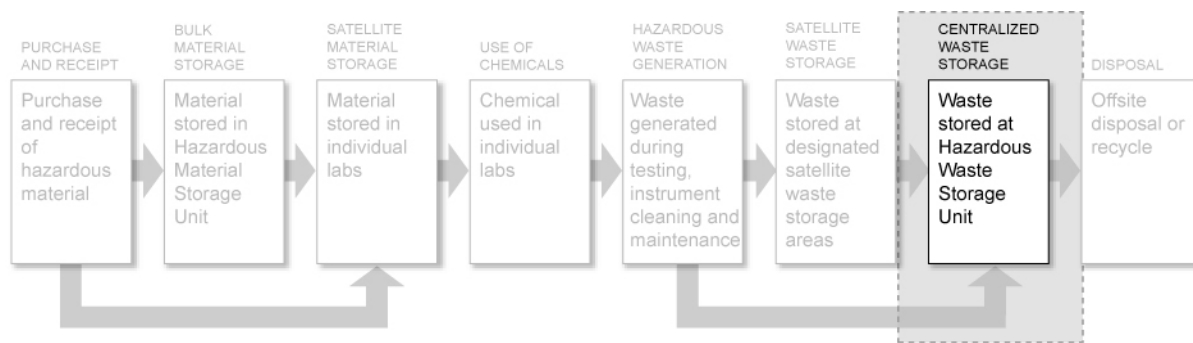 PURCHASE
AND RECEIPT
Purchase
and receipt
of
hazardous
material
BULK
MATERIAL
STORAGE
Material
stored in
Hazardous
Material
Storage
Unit
SATELLITE
MATERIAL
STORAGE
Material
stored in
individual
labs
USE OF
CHEMICALS
Chemical
used in
individual
labs
HAZARDOUS
WASTE
GENERATION
Waste
generated
during
testing,
instrument
cleaning and
maintenance
SATELLITE
WASTE
STORAGE
Waste
stored at
designated
satellite
waste
storage
areas
CENTRALIZED
WASTE
STORAGE
Waste
stored at
Hazardous
Waste
Storage
Unit
DISPOSAL
Offsite
disposal or
recycle